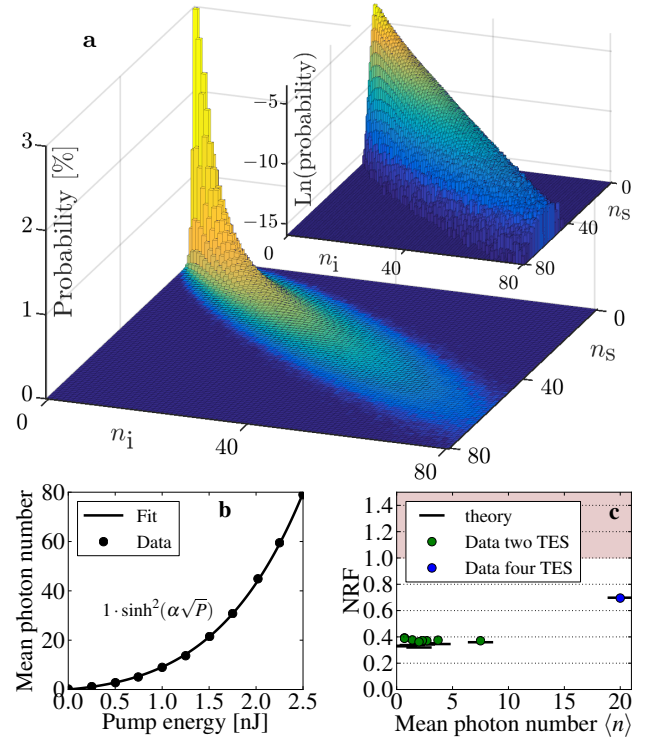 a
3
2
1
0
Probability [%]
0
40
80
n_i
80
40
0
n_s
−5
−10
−15
Ln(probability)
0
40
80
n_i
80
40
0
n_s
b
80
60
40
20
0
Mean photon number
Fit
Data
1·sinh²(α√P)
0.0 0.5 1.0 1.5 2.0 2.5
Pump energy [nJ]
c
1.4
1.2
1.0
0.8
0.6
0.4
0.2
0.0
NRF
theory
Data two TES
Data four TES
0 5 10 15 20
Mean photon number ⟨n⟩